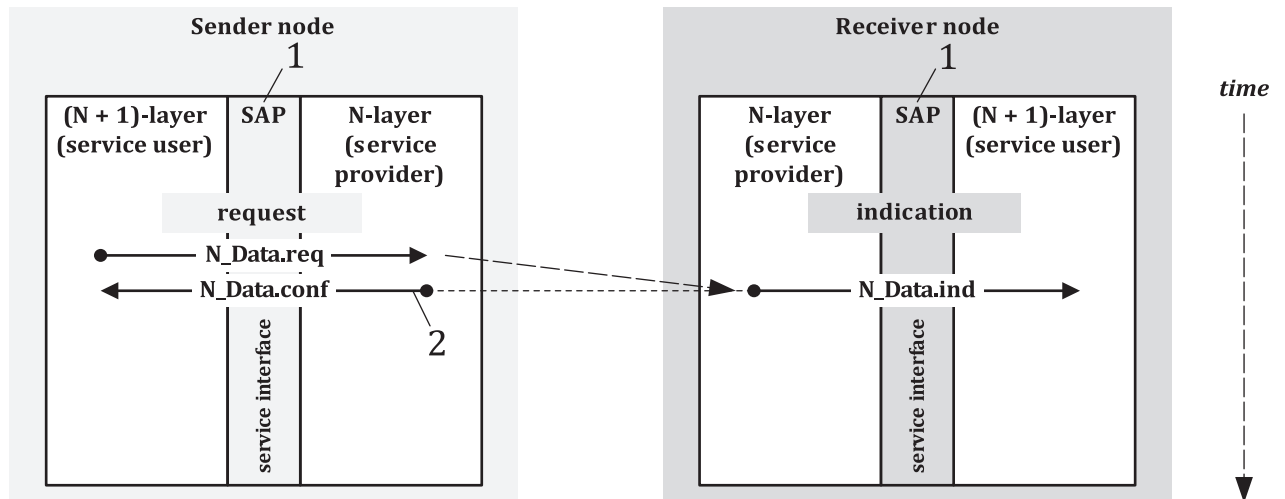 Sender node
1
(N + 1)-layer
(service user)
SAP
N-layer
(service
provider)
request
N_Data.req
N_Data.conf
2
service interface
Receiver node
1
N-layer
(service
provider)
SAP
(N + 1)-layer
(service user)
indication
N_Data.ind
service interface
time